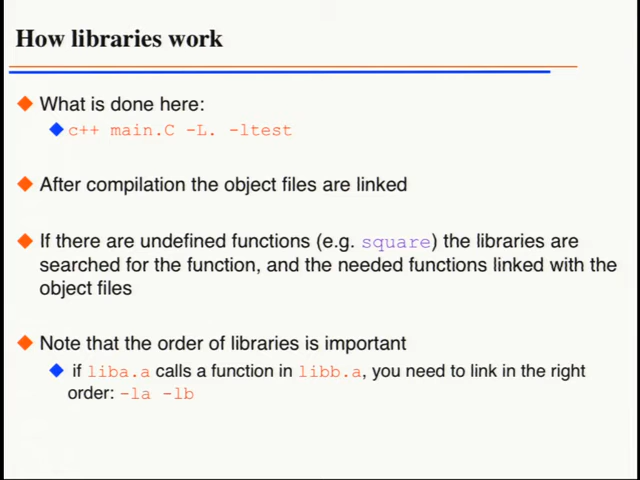 How libraries work
What is done here:
c++ main.C -L. -ltest
After compilation the object files are linked
If there are undefined functions (e.g. square) the libraries are
searched for the function, and the needed functions linked with the
object files
Note that the order of libraries is important
if liba.a calls a function in libb.a, you need to link in the right
order: -la -lb